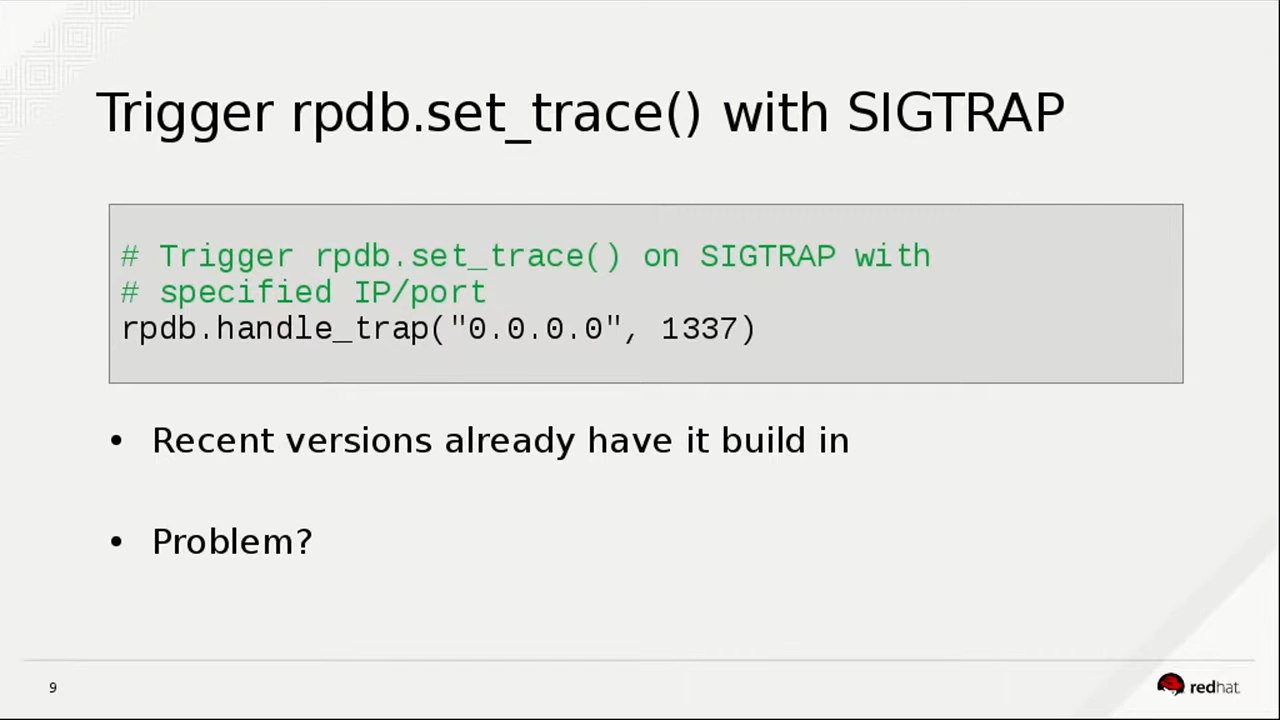 Trigger rpdb.set_trace() with SIGTRAP
# Trigger rpdb.set_trace() on SIGTRAP with
# specified IP/port
rpdb.handle_trap("0.0.0.0", 1337)
• Recent versions already have it build in
• Problem?
9
redhat.